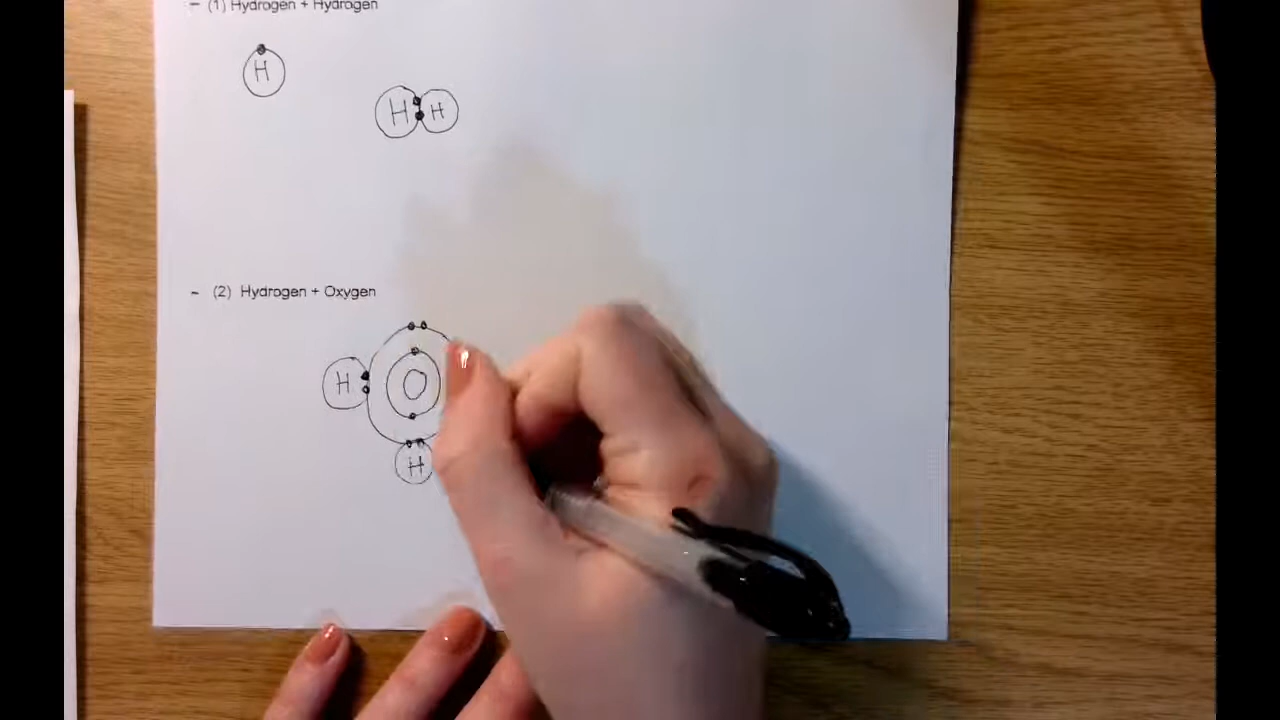 – (1) Hydrogen + Hydrogen
H
H H
– (2) Hydrogen + Oxygen
H O
H